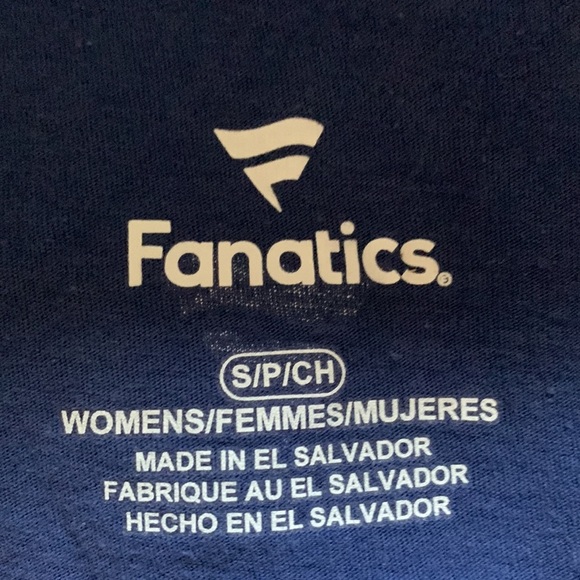 Fanatics.
S/P/CH
WOMENS/FEMMES/MUJERES
MADE IN EL SALVADOR
FABRIQUE AU EL SALVADOR
HECHO EN EL SALVADOR